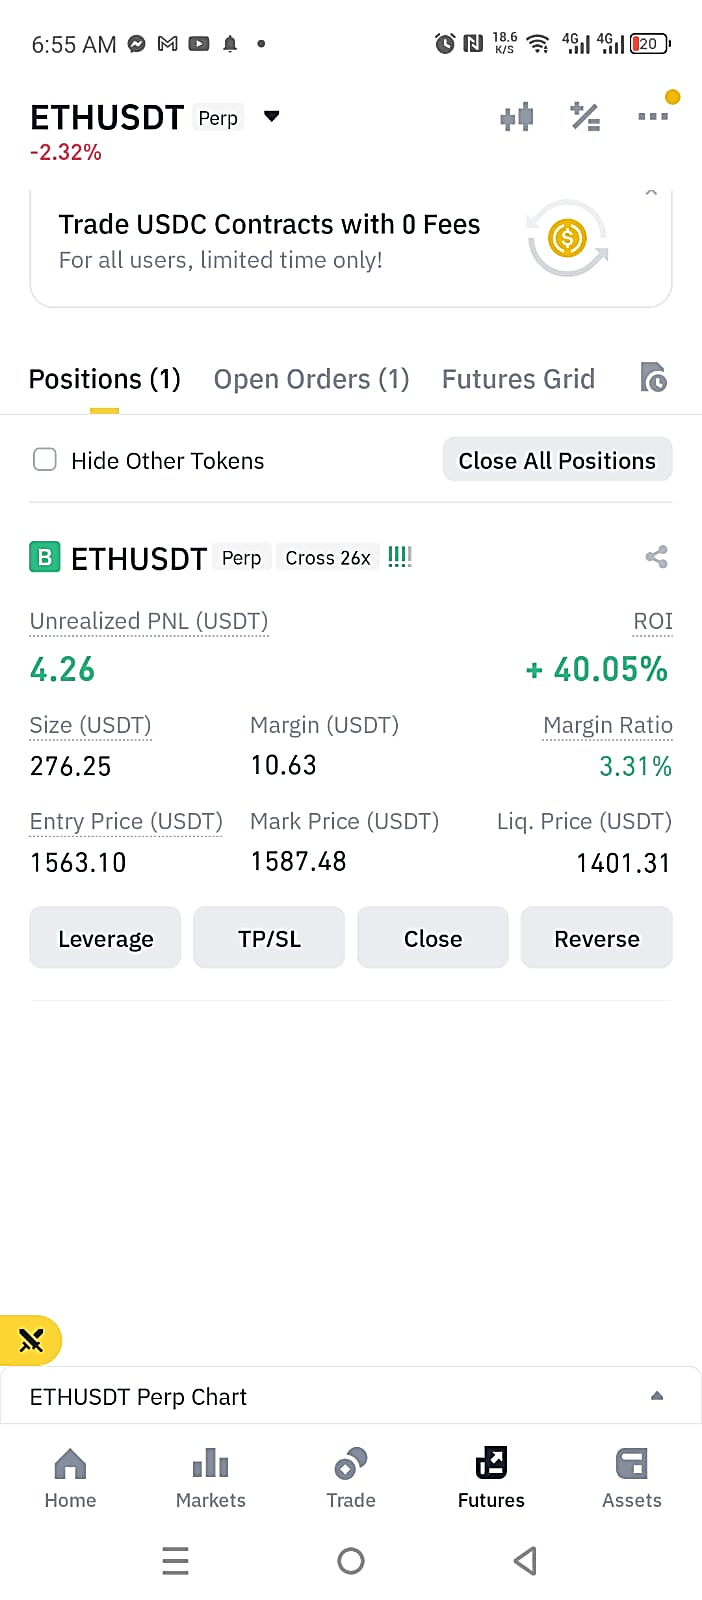 6:55 AM
18.6 K/S 4G 4G 20
ETHUSDT Perp
-2.32%
Trade USDC Contracts with 0 Fees
For all users, limited time only!
Positions (1) Open Orders (1) Futures Grid
Hide Other Tokens Close All Positions
B ETHUSDT Perp Cross 26x
Unrealized PNL (USDT) ROI
4.26 + 40.05%
Size (USDT) Margin (USDT) Margin Ratio
276.25 10.63 3.31%
Entry Price (USDT) Mark Price (USDT) Liq. Price (USDT)
1563.10 1587.48 1401.31
Leverage TP/SL Close Reverse
ETHUSDT Perp Chart
Home Markets Trade Futures Assets